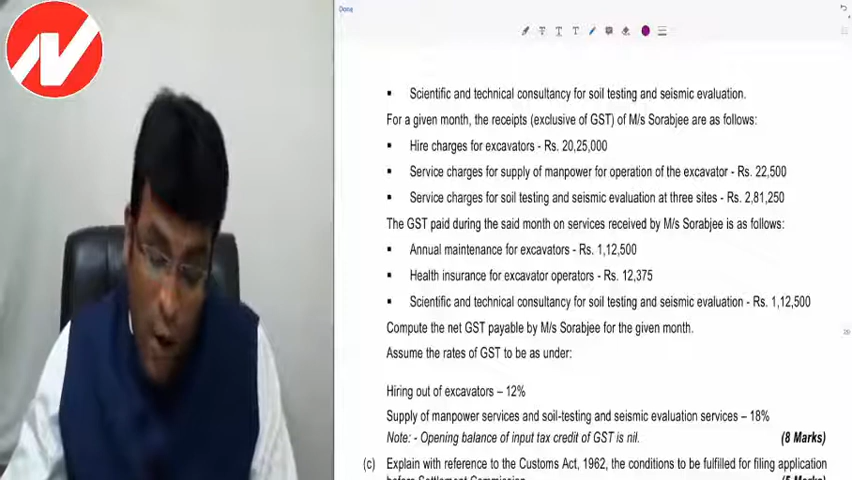 Done
▪ Scientific and technical consultancy for soil testing and seismic evaluation.
For a given month, the receipts (exclusive of GST) of M/s Sorabjee are as follows:
▪ Hire charges for excavators - Rs. 20,25,000
▪ Service charges for supply of manpower for operation of the excavator - Rs. 22,500
▪ Service charges for soil testing and seismic evaluation at three sites - Rs. 2,81,250
The GST paid during the said month on services received by M/s Sorabjee is as follows:
▪ Annual maintenance for excavators - Rs. 1,12,500
▪ Health insurance for excavator operators - Rs. 12,375
▪ Scientific and technical consultancy for soil testing and seismic evaluation - Rs. 1,12,500
Compute the net GST payable by M/s Sorabjee for the given month.
Assume the rates of GST to be as under:
Hiring out of excavators – 12%
Supply of manpower services and soil-testing and seismic evaluation services – 18%
Note: - Opening balance of input tax credit of GST is nil. (8 Marks)
(c) Explain with reference to the Customs Act, 1962, the conditions to be fulfilled for filing application
before Settlement Commission. (5 Marks)